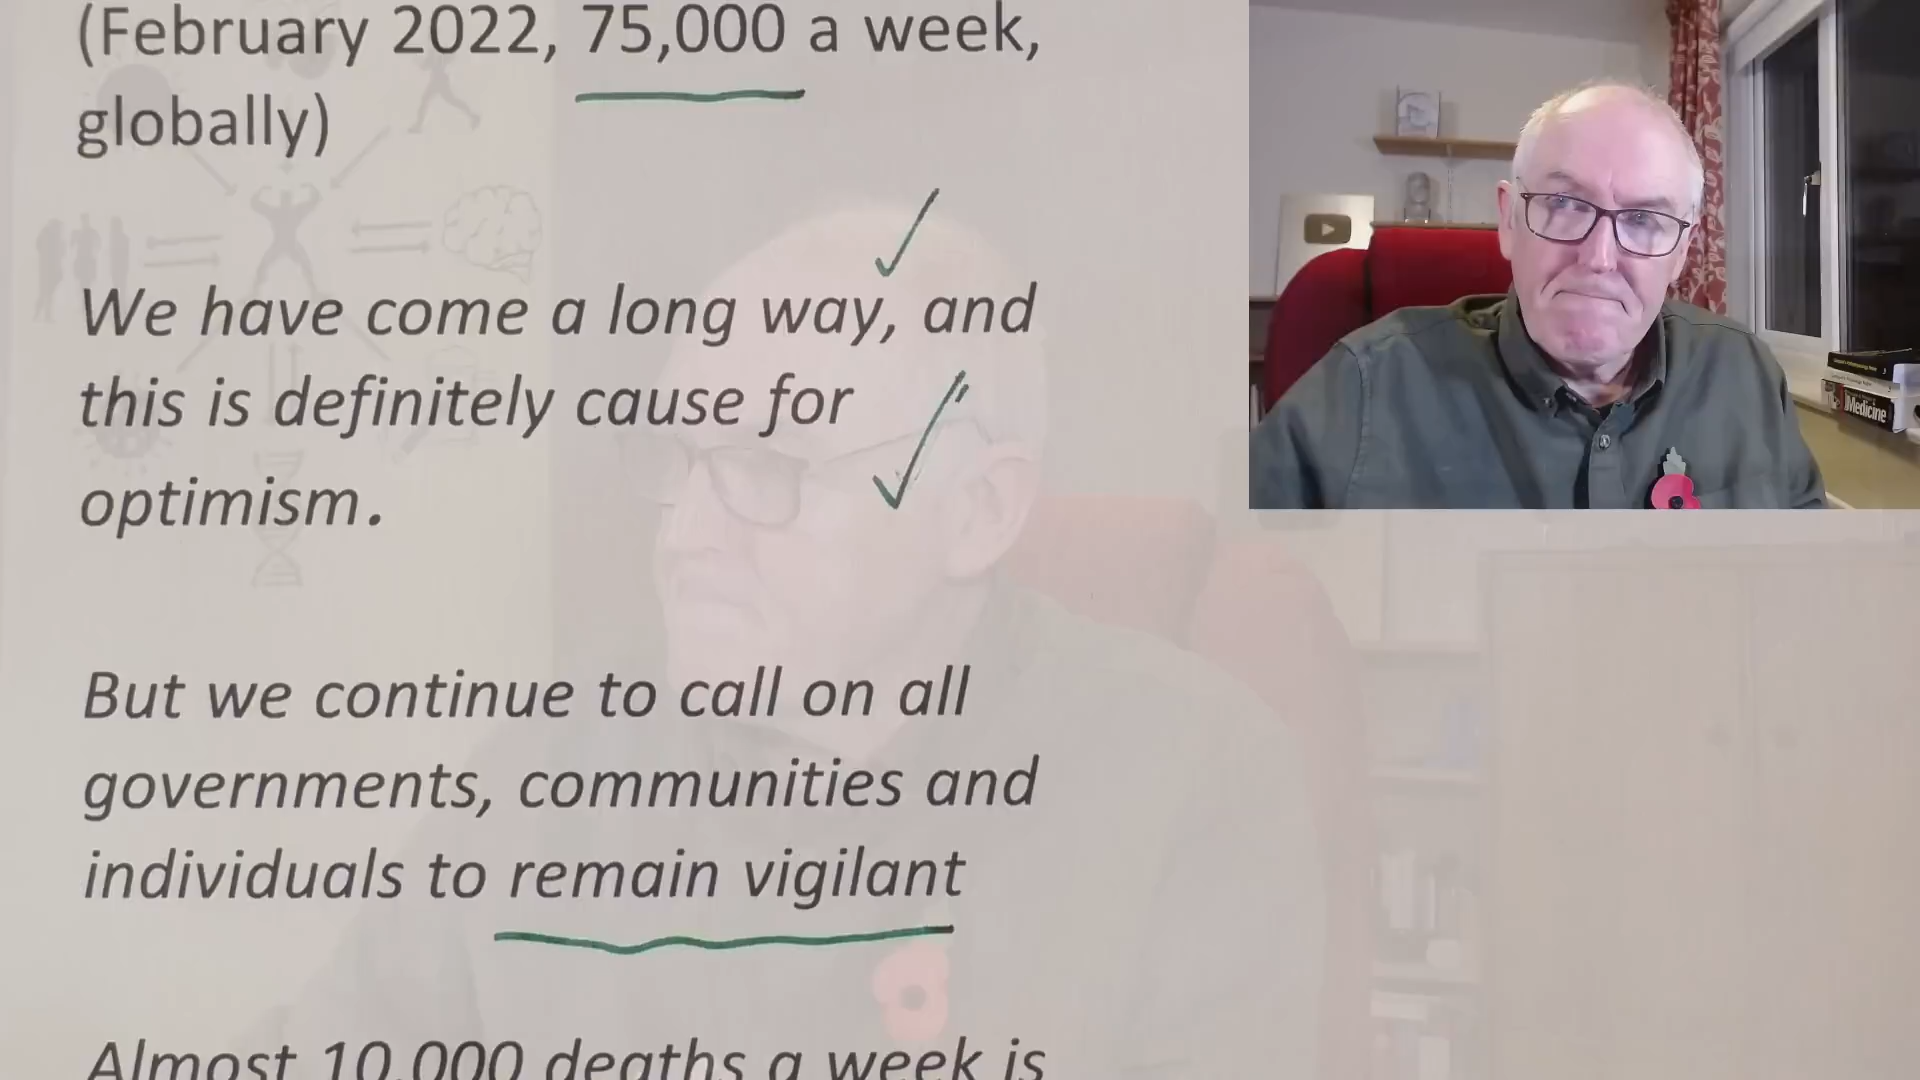 (February 2022, 75,000 a week,
globally)
We have come a long way, and
this is definitely cause for
optimism.
But we continue to call on all
governments, communities and
individuals to remain vigilant
Almost 10,000 deaths a week is
Medicine